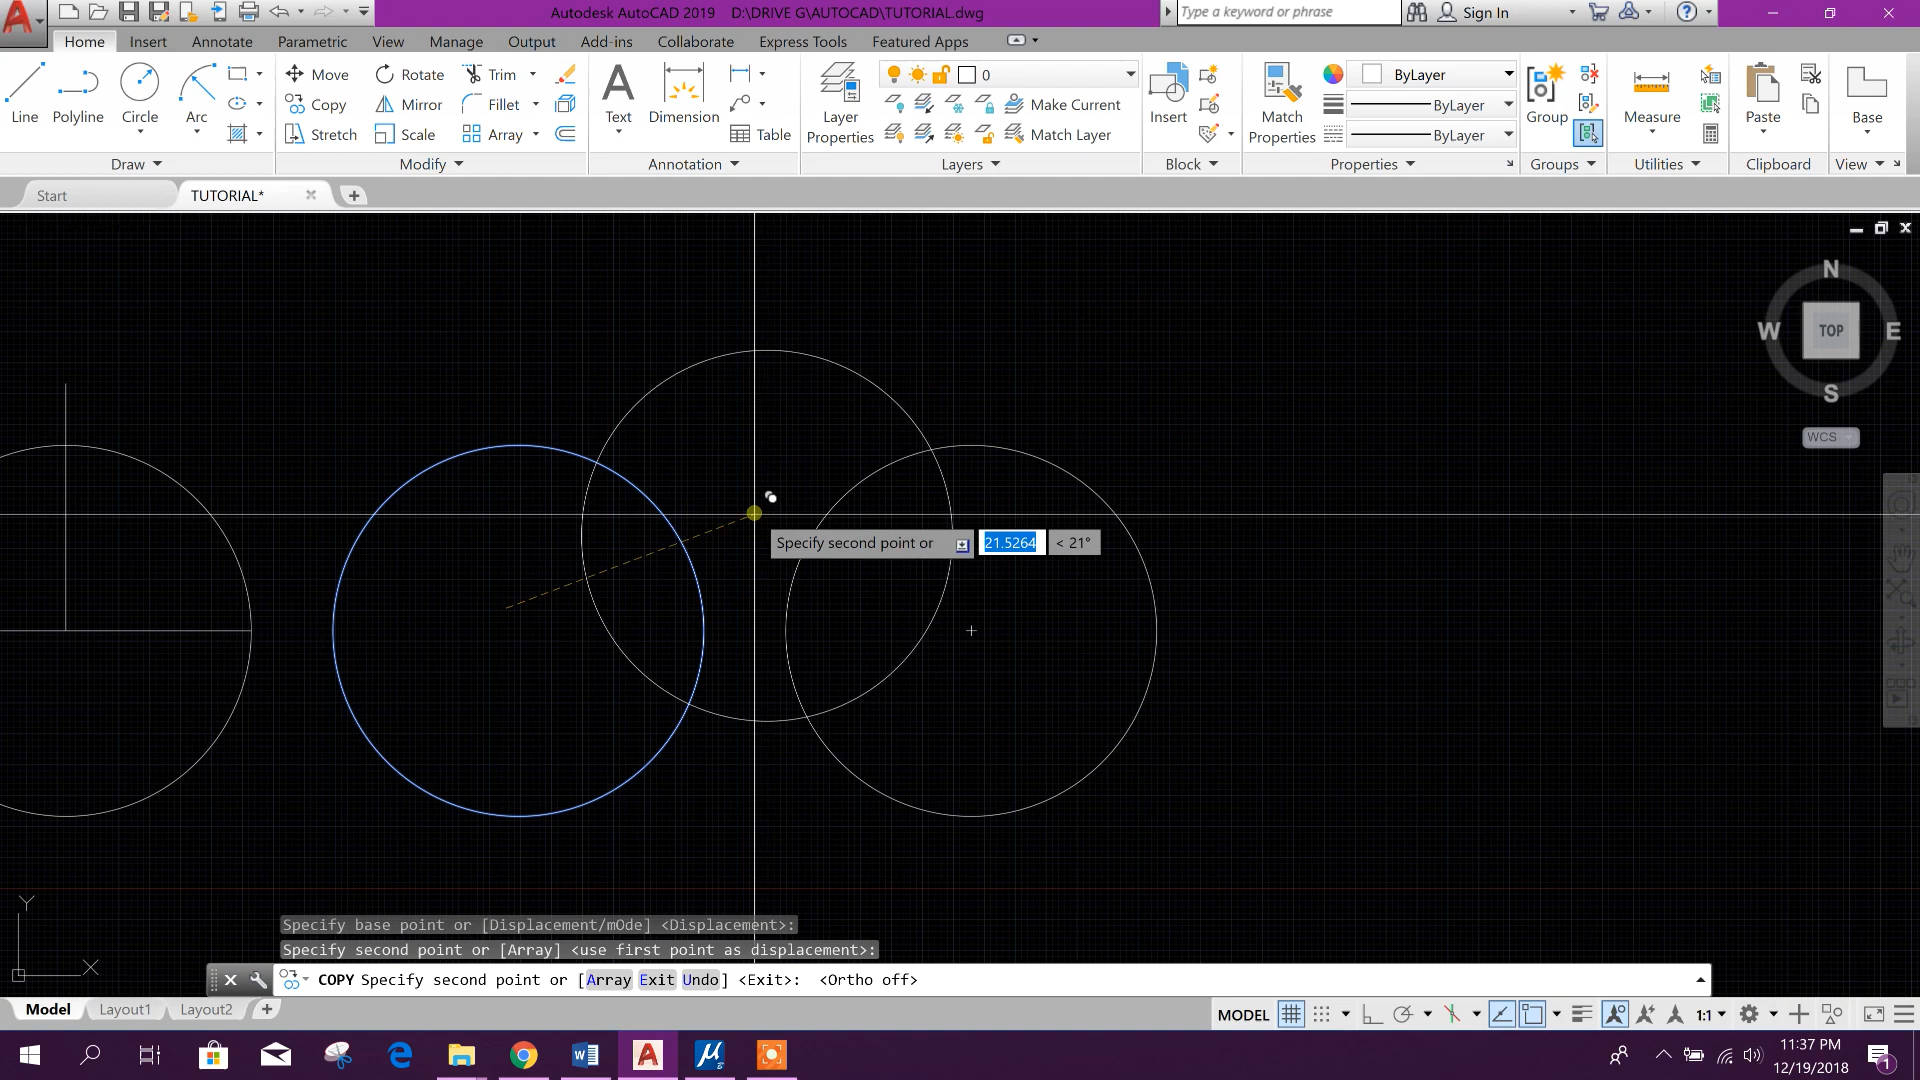 Autodesk AutoCAD 2019 D:\DRIVE G\AUTOCAD\TUTORIAL.dwg
Type a keyword or phrase
Sign In
Home Insert Annotate Parametric View Manage Output Add-ins Collaborate Express Tools Featured Apps
Line Polyline Circle Arc
Move Rotate Trim
Copy Mirror Fillet
Stretch Scale Array
Text Dimension Table
Layer Properties
0
Make Current
Match Layer
Insert
Match Properties
ByLayer
ByLayer
ByLayer
Group Measure Paste Base
Draw Modify Annotation Layers Block Properties Groups Utilities Clipboard View
Start TUTORIAL*
N
W TOP E
S
WCS
Specify second point or 21.5264 < 21°
Y
X
Specify base point or [Displacement/mOde] <Displacement>:
Specify second point or [Array] <use first point as displacement>:
COPY Specify second point or [Array Exit Undo] <Exit>: <Ortho off>
Model Layout1 Layout2
MODEL 1:1
11:37 PM
12/19/2018
1